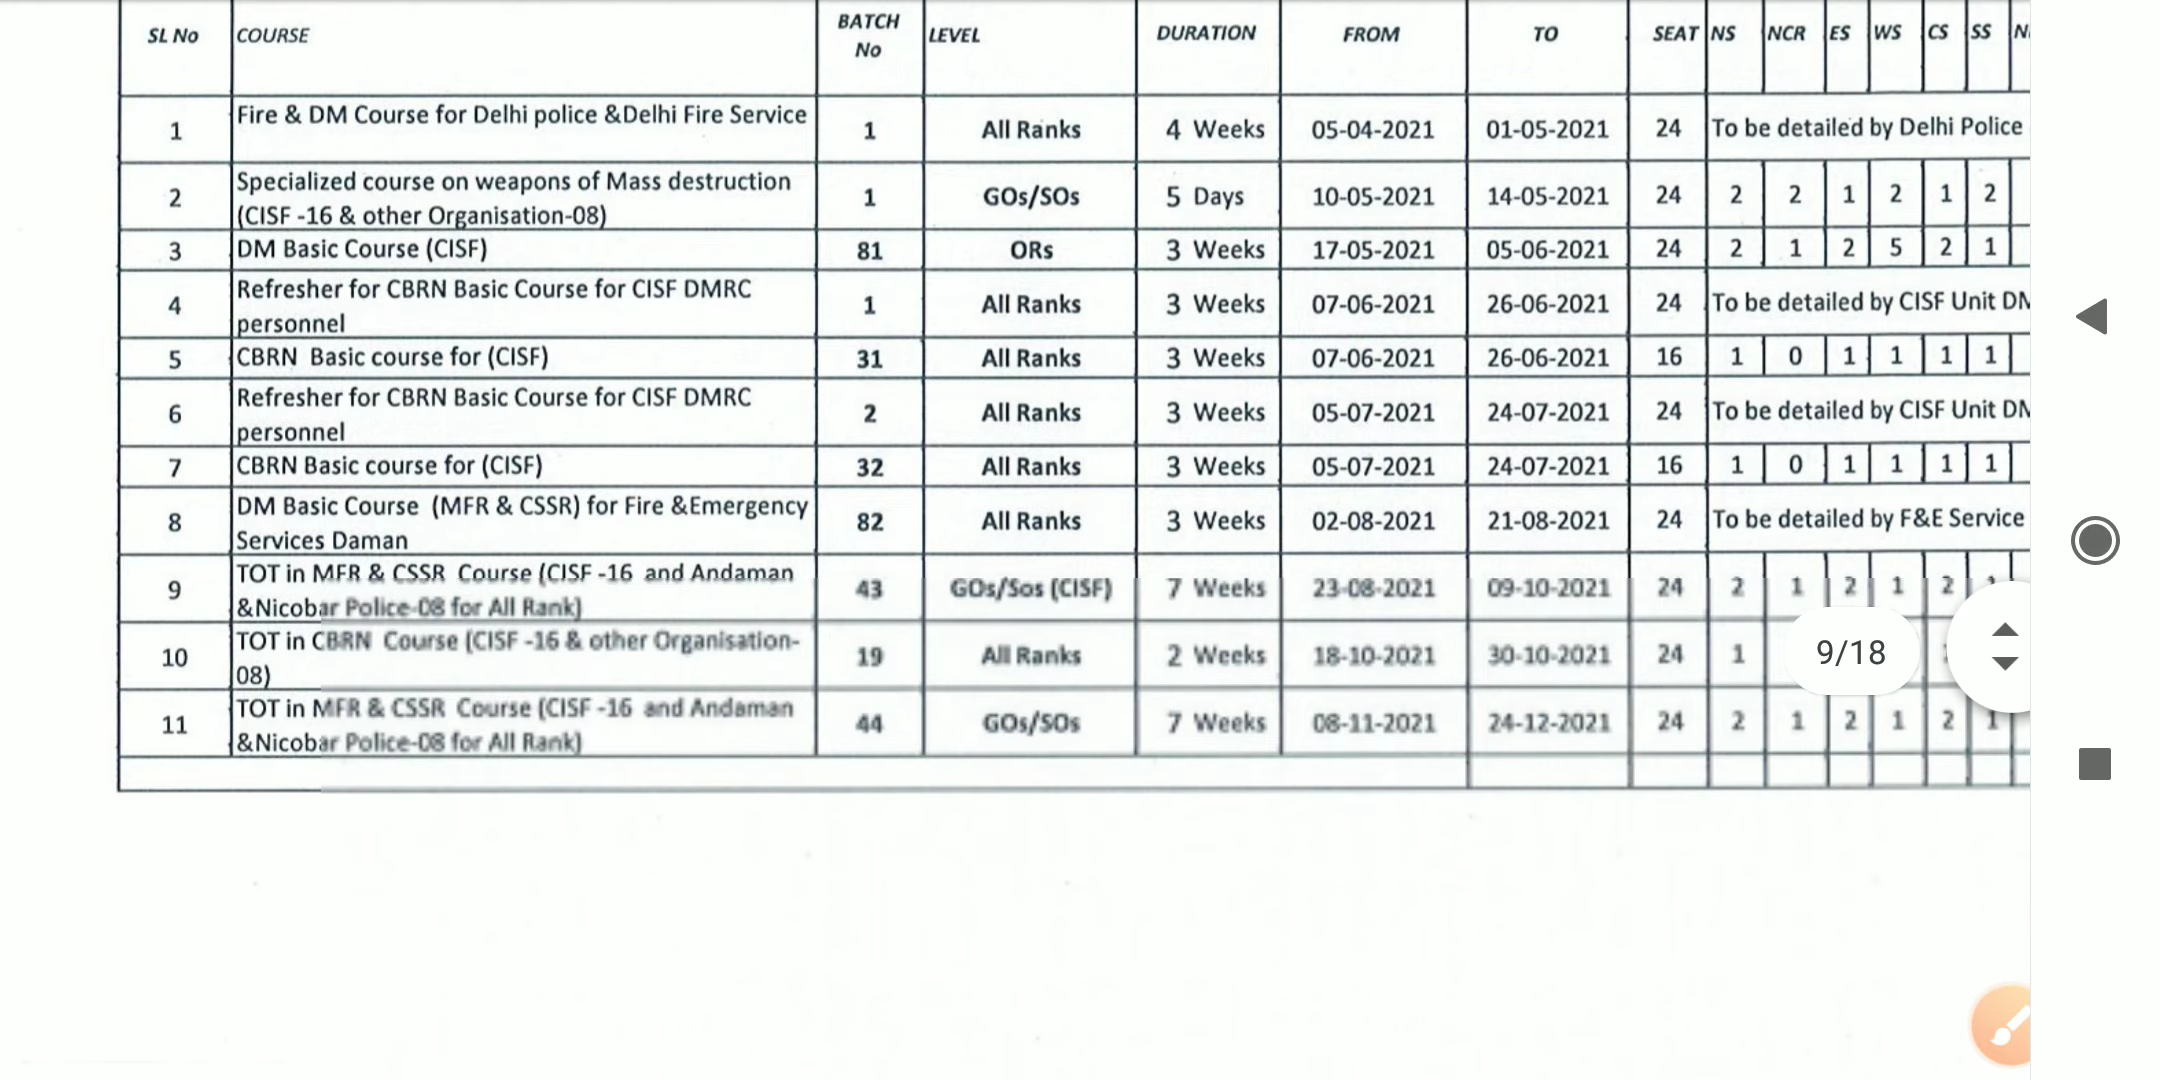 SL No COURSE BATCH No LEVEL DURATION FROM TO SEAT NS NCR ES WS CS SS
1 Fire & DM Course for Delhi police &Delhi Fire Service 1 All Ranks 4 Weeks 05-04-2021 01-05-2021 24 To be detailed by Delhi Police
2 Specialized course on weapons of Mass destruction 1 GOs/SOs 5 Days 10-05-2021 14-05-2021 24 2 2 1 2 1 2
(CISF -16 & other Organisation-08)
3 DM Basic Course (CISF) 81 ORs 3 Weeks 17-05-2021 05-06-2021 24 2 1 2 5 2 1
4 Refresher for CBRN Basic Course for CISF DMRC 1 All Ranks 3 Weeks 07-06-2021 26-06-2021 24 To be detailed by CISF Unit
personnel
5 CBRN Basic course for (CISF) 31 All Ranks 3 Weeks 07-06-2021 26-06-2021 16 1 0 1 1 1 1
6 Refresher for CBRN Basic Course for CISF DMRC 2 All Ranks 3 Weeks 05-07-2021 24-07-2021 24 To be detailed by CISF Unit
personnel
7 CBRN Basic course for (CISF) 32 All Ranks 3 Weeks 05-07-2021 24-07-2021 16 1 0 1 1 1 1
8 DM Basic Course (MFR & CSSR) for Fire &Emergency 82 All Ranks 3 Weeks 02-08-2021 21-08-2021 24 To be detailed by F&E Service
Services Daman
9 TOT in MFR & CSSR Course (CISF -16 and Andaman 43 GOs/Sos (CISF) 7 Weeks 23-08-2021 09-10-2021 24 2 1 2 1 2
&Nicobar Police-08 for All Rank)
10 TOT in CBRN Course (CISF -16 & other Organisation- 19 All Ranks 2 Weeks 18-10-2021 30-10-2021 24 1
08)
9/18
11 TOT in MFR & CSSR Course (CISF -16 and Andaman 44 GOs/SOs 7 Weeks 08-11-2021 24-12-2021 24 2 1 2 1 2 1
&Nicobar Police-08 for All Rank)